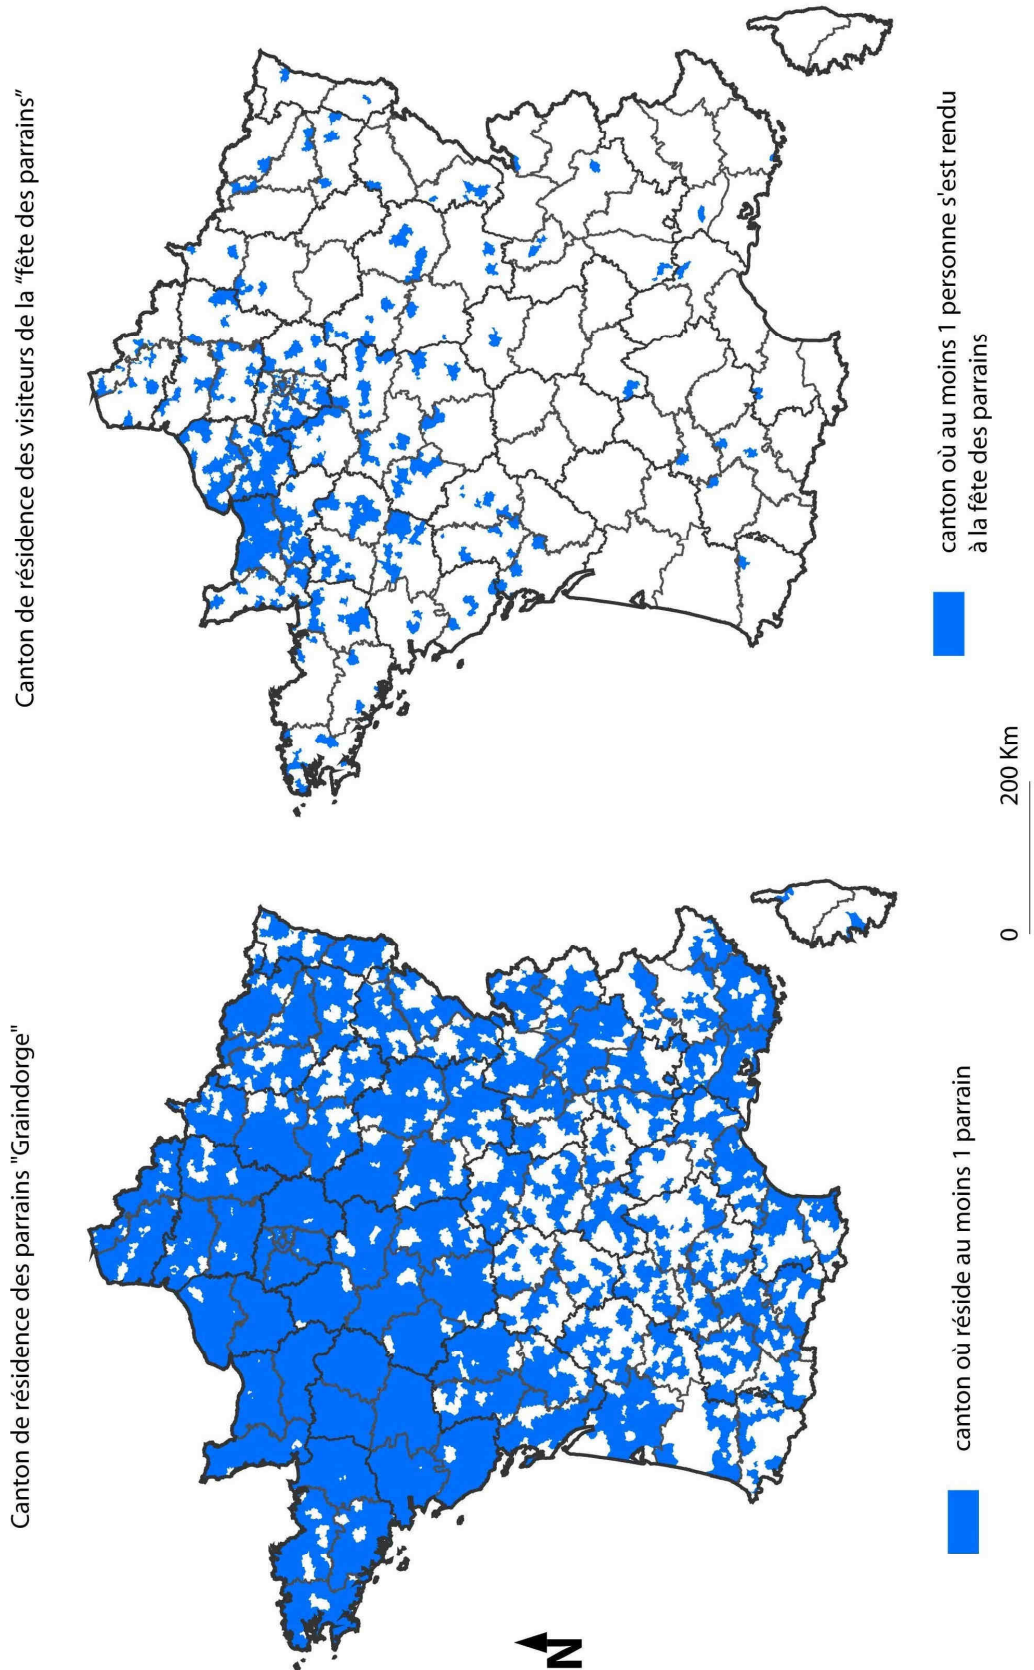 Canton de résidence des parrains "Graindorge"
Canton de résidence des visiteurs de la "fête des parrains”
N
canton où réside au moins 1 parrain
canton où au moins 1 personne s'est rendu
à la fête des parrains
0 200 Km